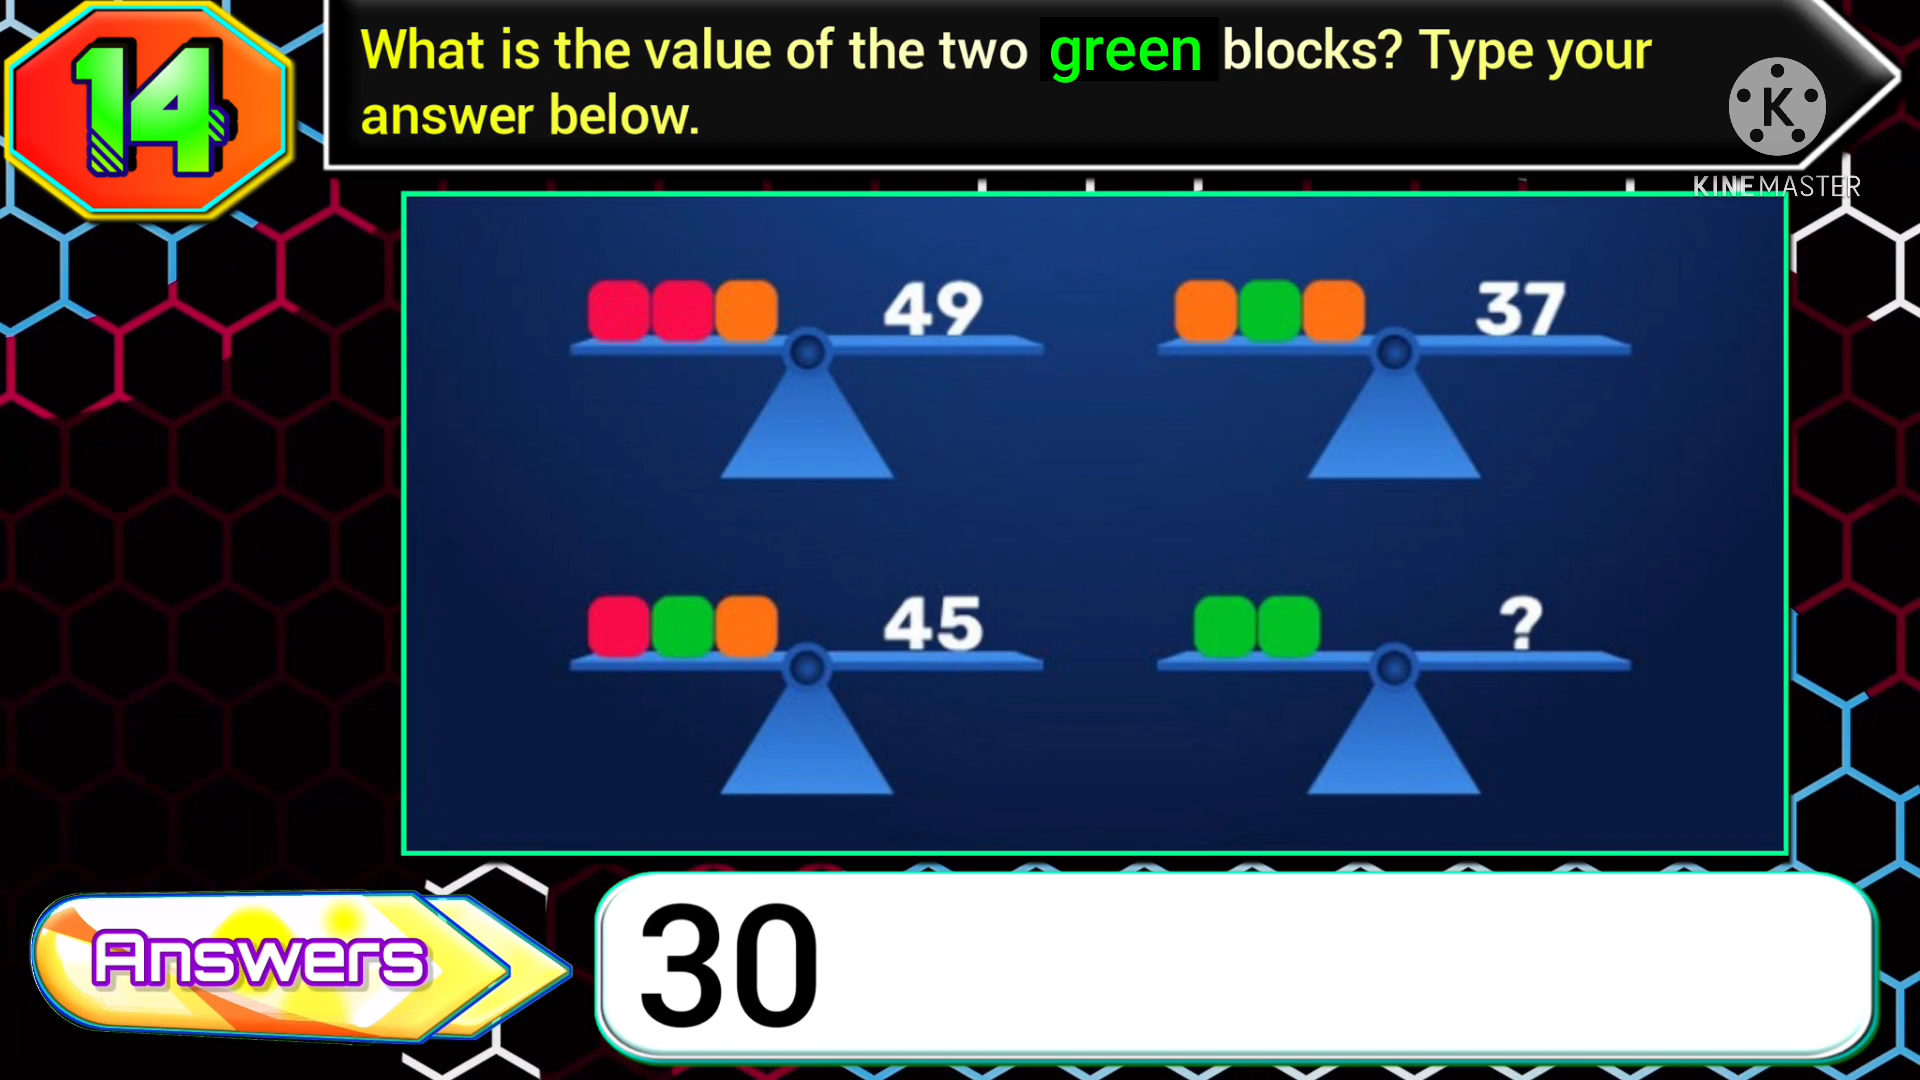 14
What is the value of the two green blocks? Type your
answer below.
KINEMASTER
49
37
45
?
Answers
30